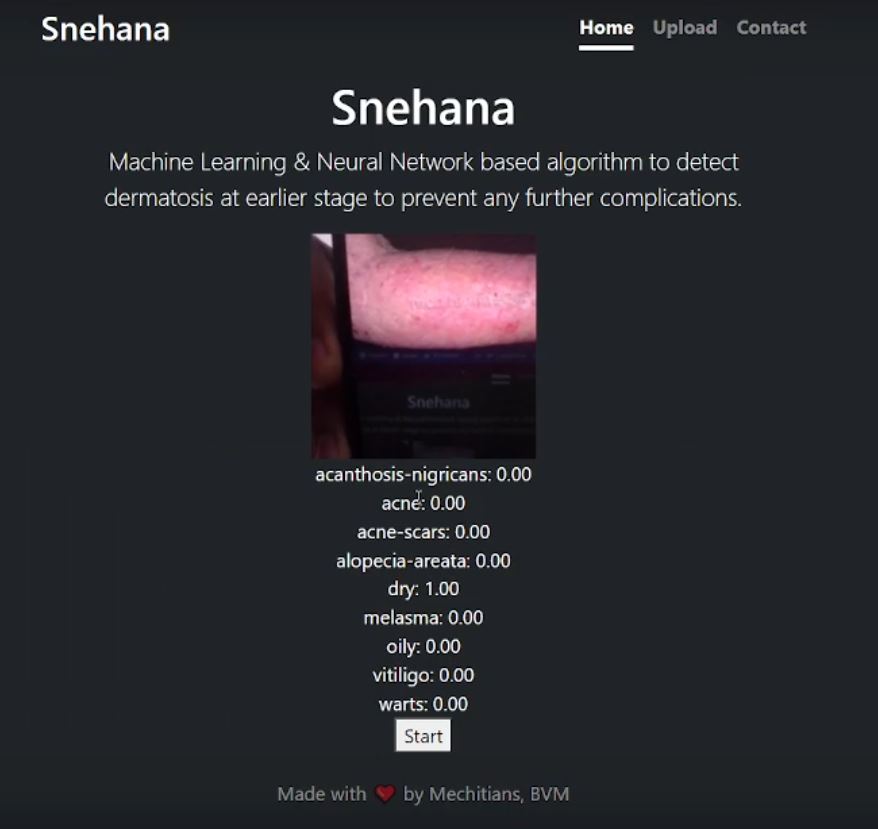 Snehana
Home Upload Contact
Snehana
Machine Learning & Neural Network based algorithm to detect
dermatosis at earlier stage to prevent any further complications.
Snehana
acanthosis-nigricans: 0.00
acne: 0.00
acne-scars: 0.00
alopecia-areata: 0.00
dry: 1.00
melasma: 0.00
oily: 0.00
vitiligo: 0.00
warts: 0.00
Start
Made with ❤ by Mechitians, BVM